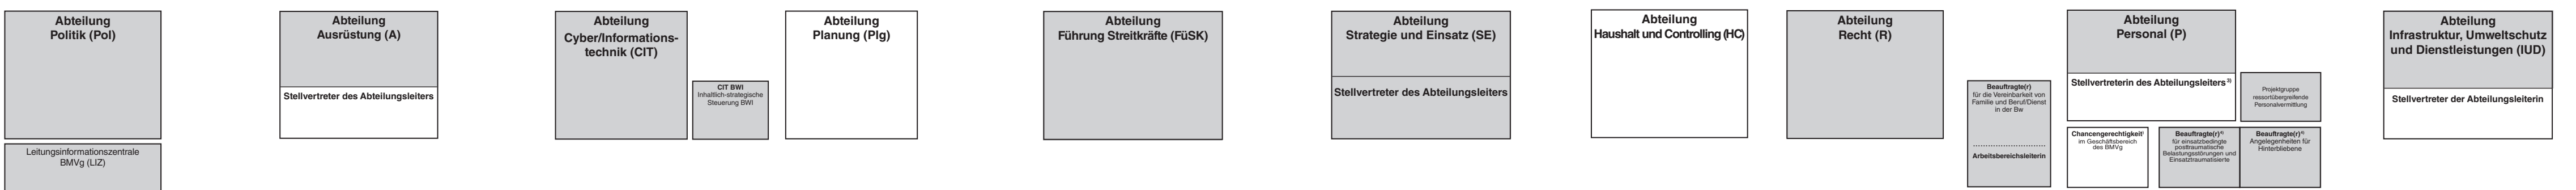 Abteilung
Politik (Pol)
Leitungsinformationszentrale
BMVg (LIZ)
Abteilung
Ausrüstung (A)
Stellvertreter des Abteilungsleiters
Abteilung
Cyber/Informations-
technik (CIT)
CIT BWI
Inhaltlich-strategische
Steuerung BWI
Abteilung
Planung (Plg)
Abteilung
Führung Streitkräfte (FüSK)
Abteilung
Strategie und Einsatz (SE)
Stellvertreter des Abteilungsleiters
Abteilung
Haushalt und Controlling (HC)
Abteilung
Recht (R)
Beauftragte(r)
für die Vereinbarkeit von
Familie und Beruf/Dienst
in der Bw
Arbeitsbereichsleiterin
Abteilung
Personal (P)
Stellvertreterin des Abteilungsleiters³⁾
Projektgruppe
ressortübergreifende
Personalvermittlung
Chancengerechtigkeit
im Geschäftsbereich
des BMVg
Beauftragte(r)⁴⁾
für einsatzbedingte
posttraumatische
Belastungsstörungen und
Einsatztraumatisierte
Beauftragte(r)⁴⁾
Angelegenheiten für
Hinterbliebene
Abteilung
Infrastruktur, Umweltschutz
und Dienstleistungen (IUD)
Stellvertreter der Abteilungsleiterin